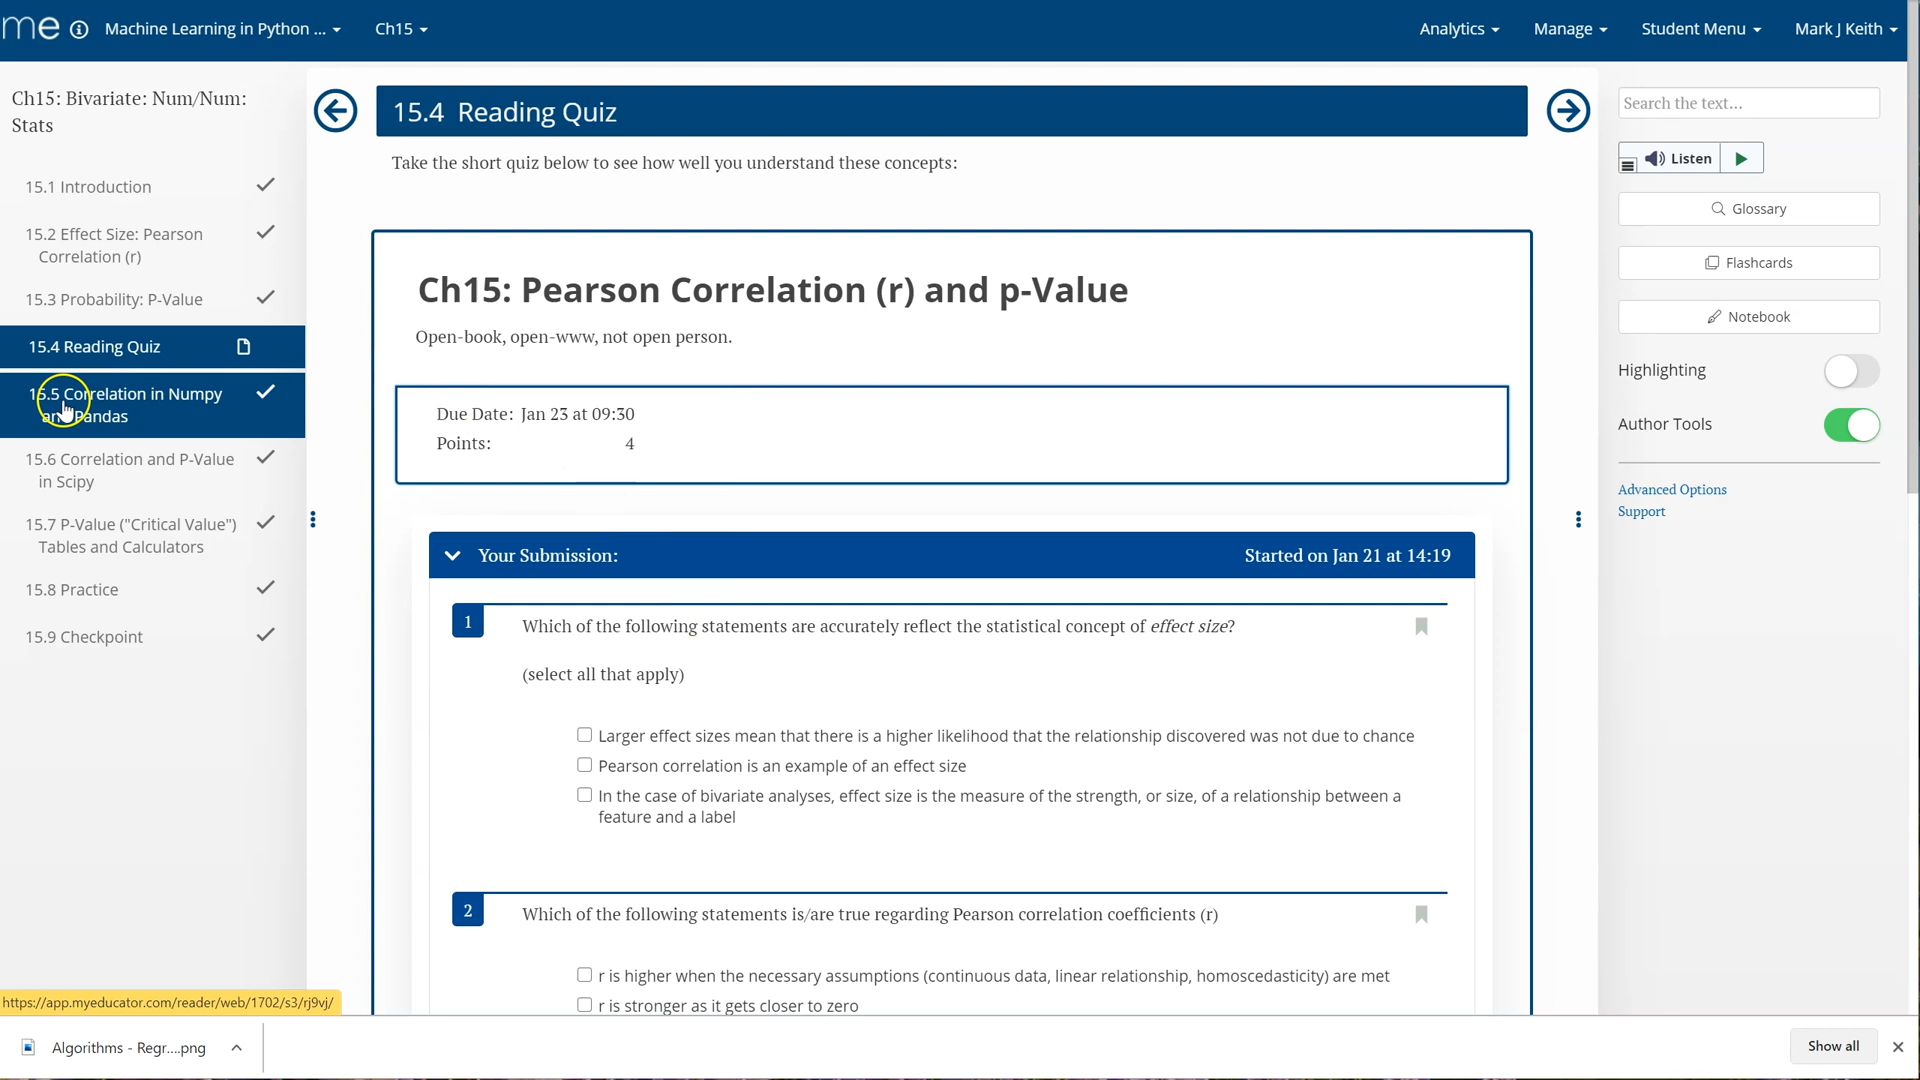 me Machine Learning in Python ... Ch15 Analytics Manage Student Menu Mark J Keith
Ch15: Bivariate: Num/Num:
Stats
15.1 Introduction
15.2 Effect Size: Pearson
Correlation (r)
15.3 Probability: P-Value
15.4 Reading Quiz
15.5 Correlation in Numpy
and Pandas
15.6 Correlation and P-Value
in Scipy
15.7 P-Value ("Critical Value")
Tables and Calculators
15.8 Practice
15.9 Checkpoint
15.4 Reading Quiz
Take the short quiz below to see how well you understand these concepts:
Ch15: Pearson Correlation (r) and p-Value
Open-book, open-www, not open person.
Due Date: Jan 23 at 09:30
Points: 4
Your Submission: Started on Jan 21 at 14:19
1 Which of the following statements are accurately reflect the statistical concept of effect size?
(select all that apply)
Larger effect sizes mean that there is a higher likelihood that the relationship discovered was not due to chance
Pearson correlation is an example of an effect size
In the case of bivariate analyses, effect size is the measure of the strength, or size, of a relationship between a
feature and a label
2 Which of the following statements is/are true regarding Pearson correlation coefficients (r)
r is higher when the necessary assumptions (continuous data, linear relationship, homoscedasticity) are met
r is stronger as it gets closer to zero
Search the text...
Listen
Glossary
Flashcards
Notebook
Highlighting
Author Tools
Advanced Options
Support
https://app.myeducator.com/reader/web/1702/s3/rj9vj/
Algorithms - Regr....png
Show all